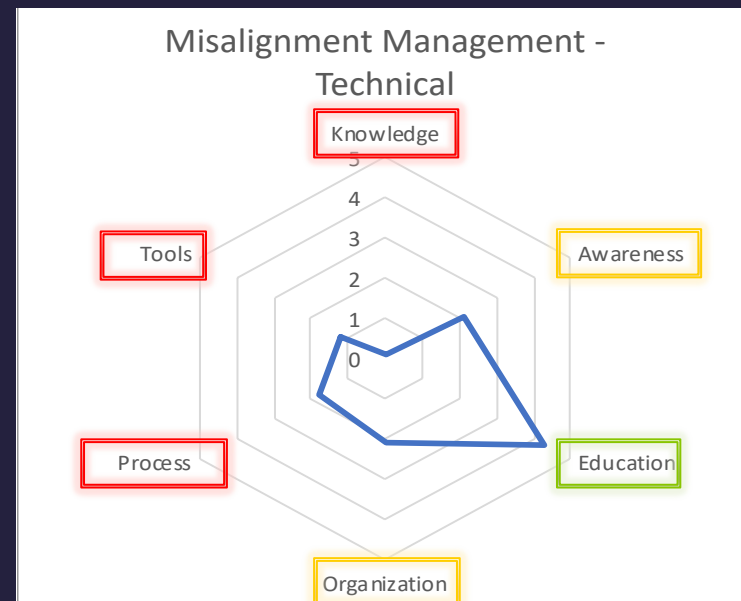 Misalignment Management -
Technical
Knowledge
5
4
Tools
3
Awareness
2
1
0
Process
Education
Organization